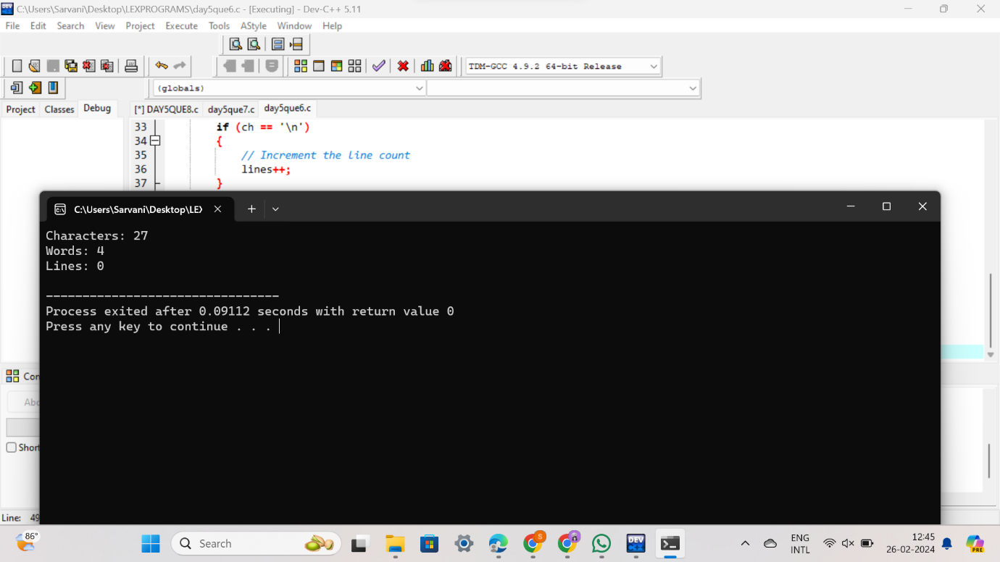 C:\Users\Sarvani\Desktop\LEXPROGRAMS\day5que6.c - [Executing] - Dev-C++ 5.11
File Edit Search View Project Execute Tools AStyle Window Help
TDM-GCC 4.9.2 64-bit Release
(globals)
Project Classes Debug [*] DAY5QUE8.c day5que7.c day5que6.c
33 if (ch == '\n')
34 {
35 // Increment the line count
36 lines++;
37 }
C:\Users\Sarvani\Desktop\LE
Characters: 27
Words: 4
Lines: 0
--------------------------------
Process exited after 0.09112 seconds with return value 0
Press any key to continue . . .
Con
Abo
Short
Line: 49
86°
Search
DEV C++
ENG INTL
12:45
26-02-2024
PRE